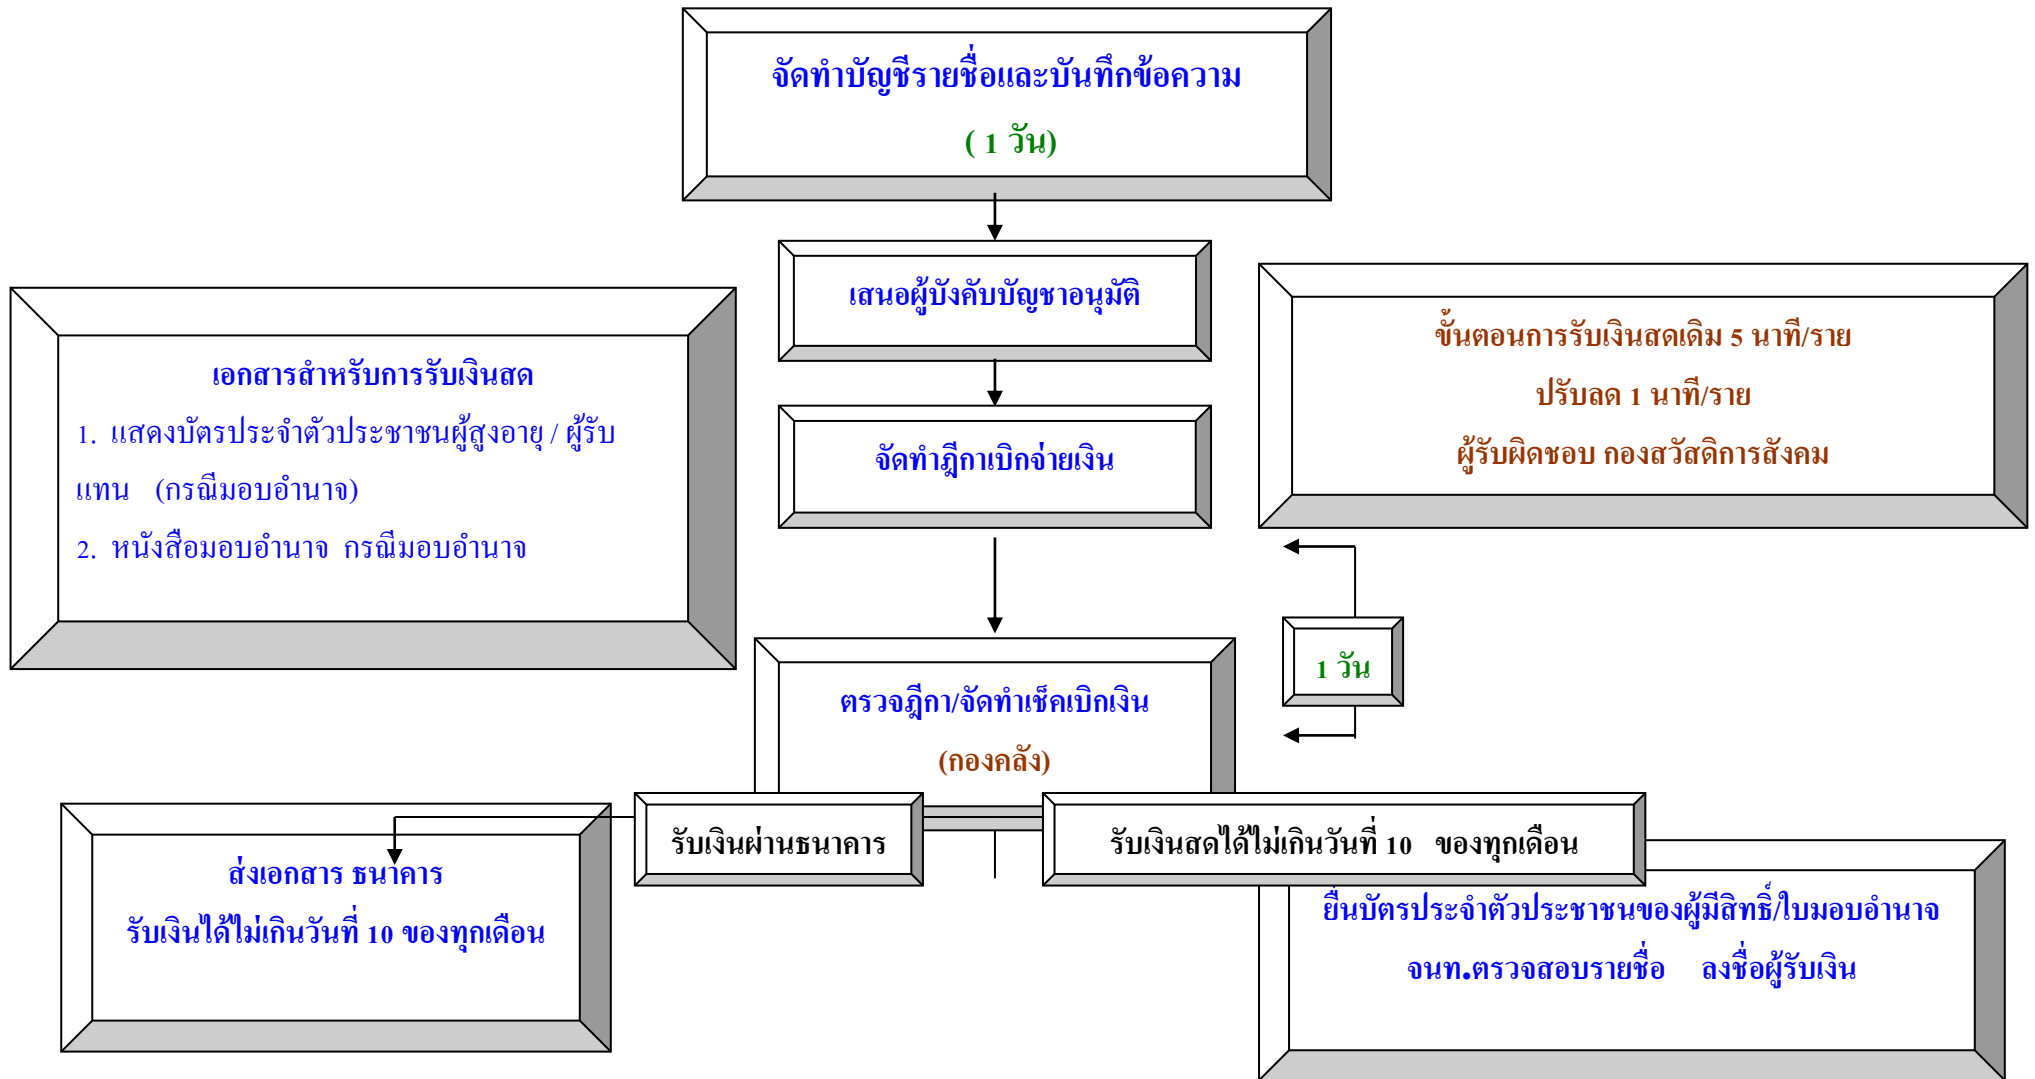 จัดทำบัญชีรายชื่อและบันทึกข้อความ
( 1 วัน)
เสนอผู้บังคับบัญชาอนุมัติ
เอกสารสำหรับการรับเงินสด
1. แสดงบัตรประจำตัวประชาชนผู้สูงอายุ / ผู้รับ
แทน (กรณีมอบอำนาจ)
2. หนังสือมอบอำนาจ กรณีมอบอำนาจ
จัดทำฎีกาเบิกจ่ายเงิน
ขั้นตอนการรับเงินสดเดิม 5 นาที/ราย
ปรับลด 1 นาที/ราย
ผู้รับผิดชอบ กองสวัสดิการสังคม
1 วัน
ตรวจฎีกา/จัดทำเช็คเบิกเงิน
(กองคลัง)
รับเงินผ่านธนาคาร
รับเงินสดได้ไม่เกินวันที่ 10 ของทุกเดือน
ส่งเอกสาร ธนาคาร
รับเงินได้ไม่เกินวันที่ 10 ของทุกเดือน
ยื่นบัตรประจำตัวประชาชนของผู้มีสิทธิ์/ใบมอบอำนาจ
จนท.ตรวจสอบรายชื่อ ลงชื่อผู้รับเงิน